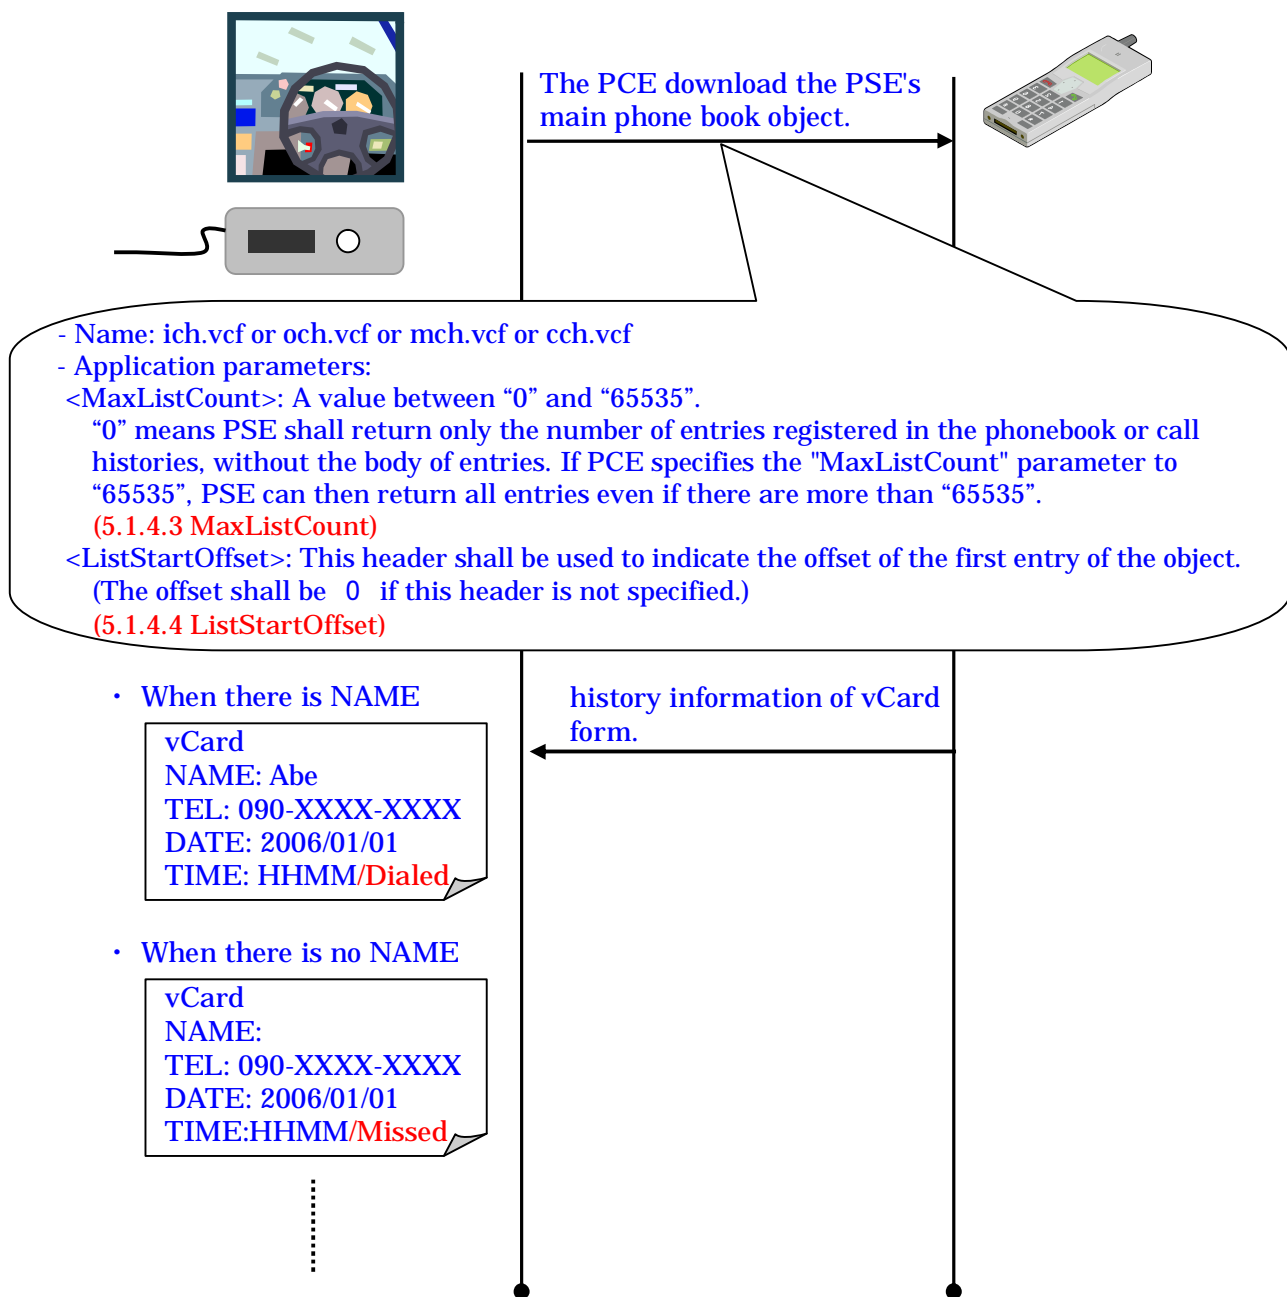 The PCE download the PSE's
main phone book object.
- Name: ich.vcf or och.vcf or mch.vcf or cch.vcf
- Application parameters:
<MaxListCount>: A value between “0” and “65535”.
“0” means PSE shall return only the number of entries registered in the phonebook or call
histories, without the body of entries. If PCE specifies the "MaxListCount" parameter to
“65535”, PSE can then return all entries even if there are more than “65535”.
(5.1.4.3 MaxListCount)
<ListStartOffset>: This header shall be used to indicate the offset of the first entry of the object.
(The offset shall be 0 if this header is not specified.)
(5.1.4.4 ListStartOffset)
・ When there is NAME
vCard
NAME: Abe
TEL: 090-XXXX-XXXX
DATE: 2006/01/01
TIME: HHMM/Dialed
history information of vCard
form.
・ When there is no NAME
vCard
NAME:
TEL: 090-XXXX-XXXX
DATE: 2006/01/01
TIME:HHMM/Missed